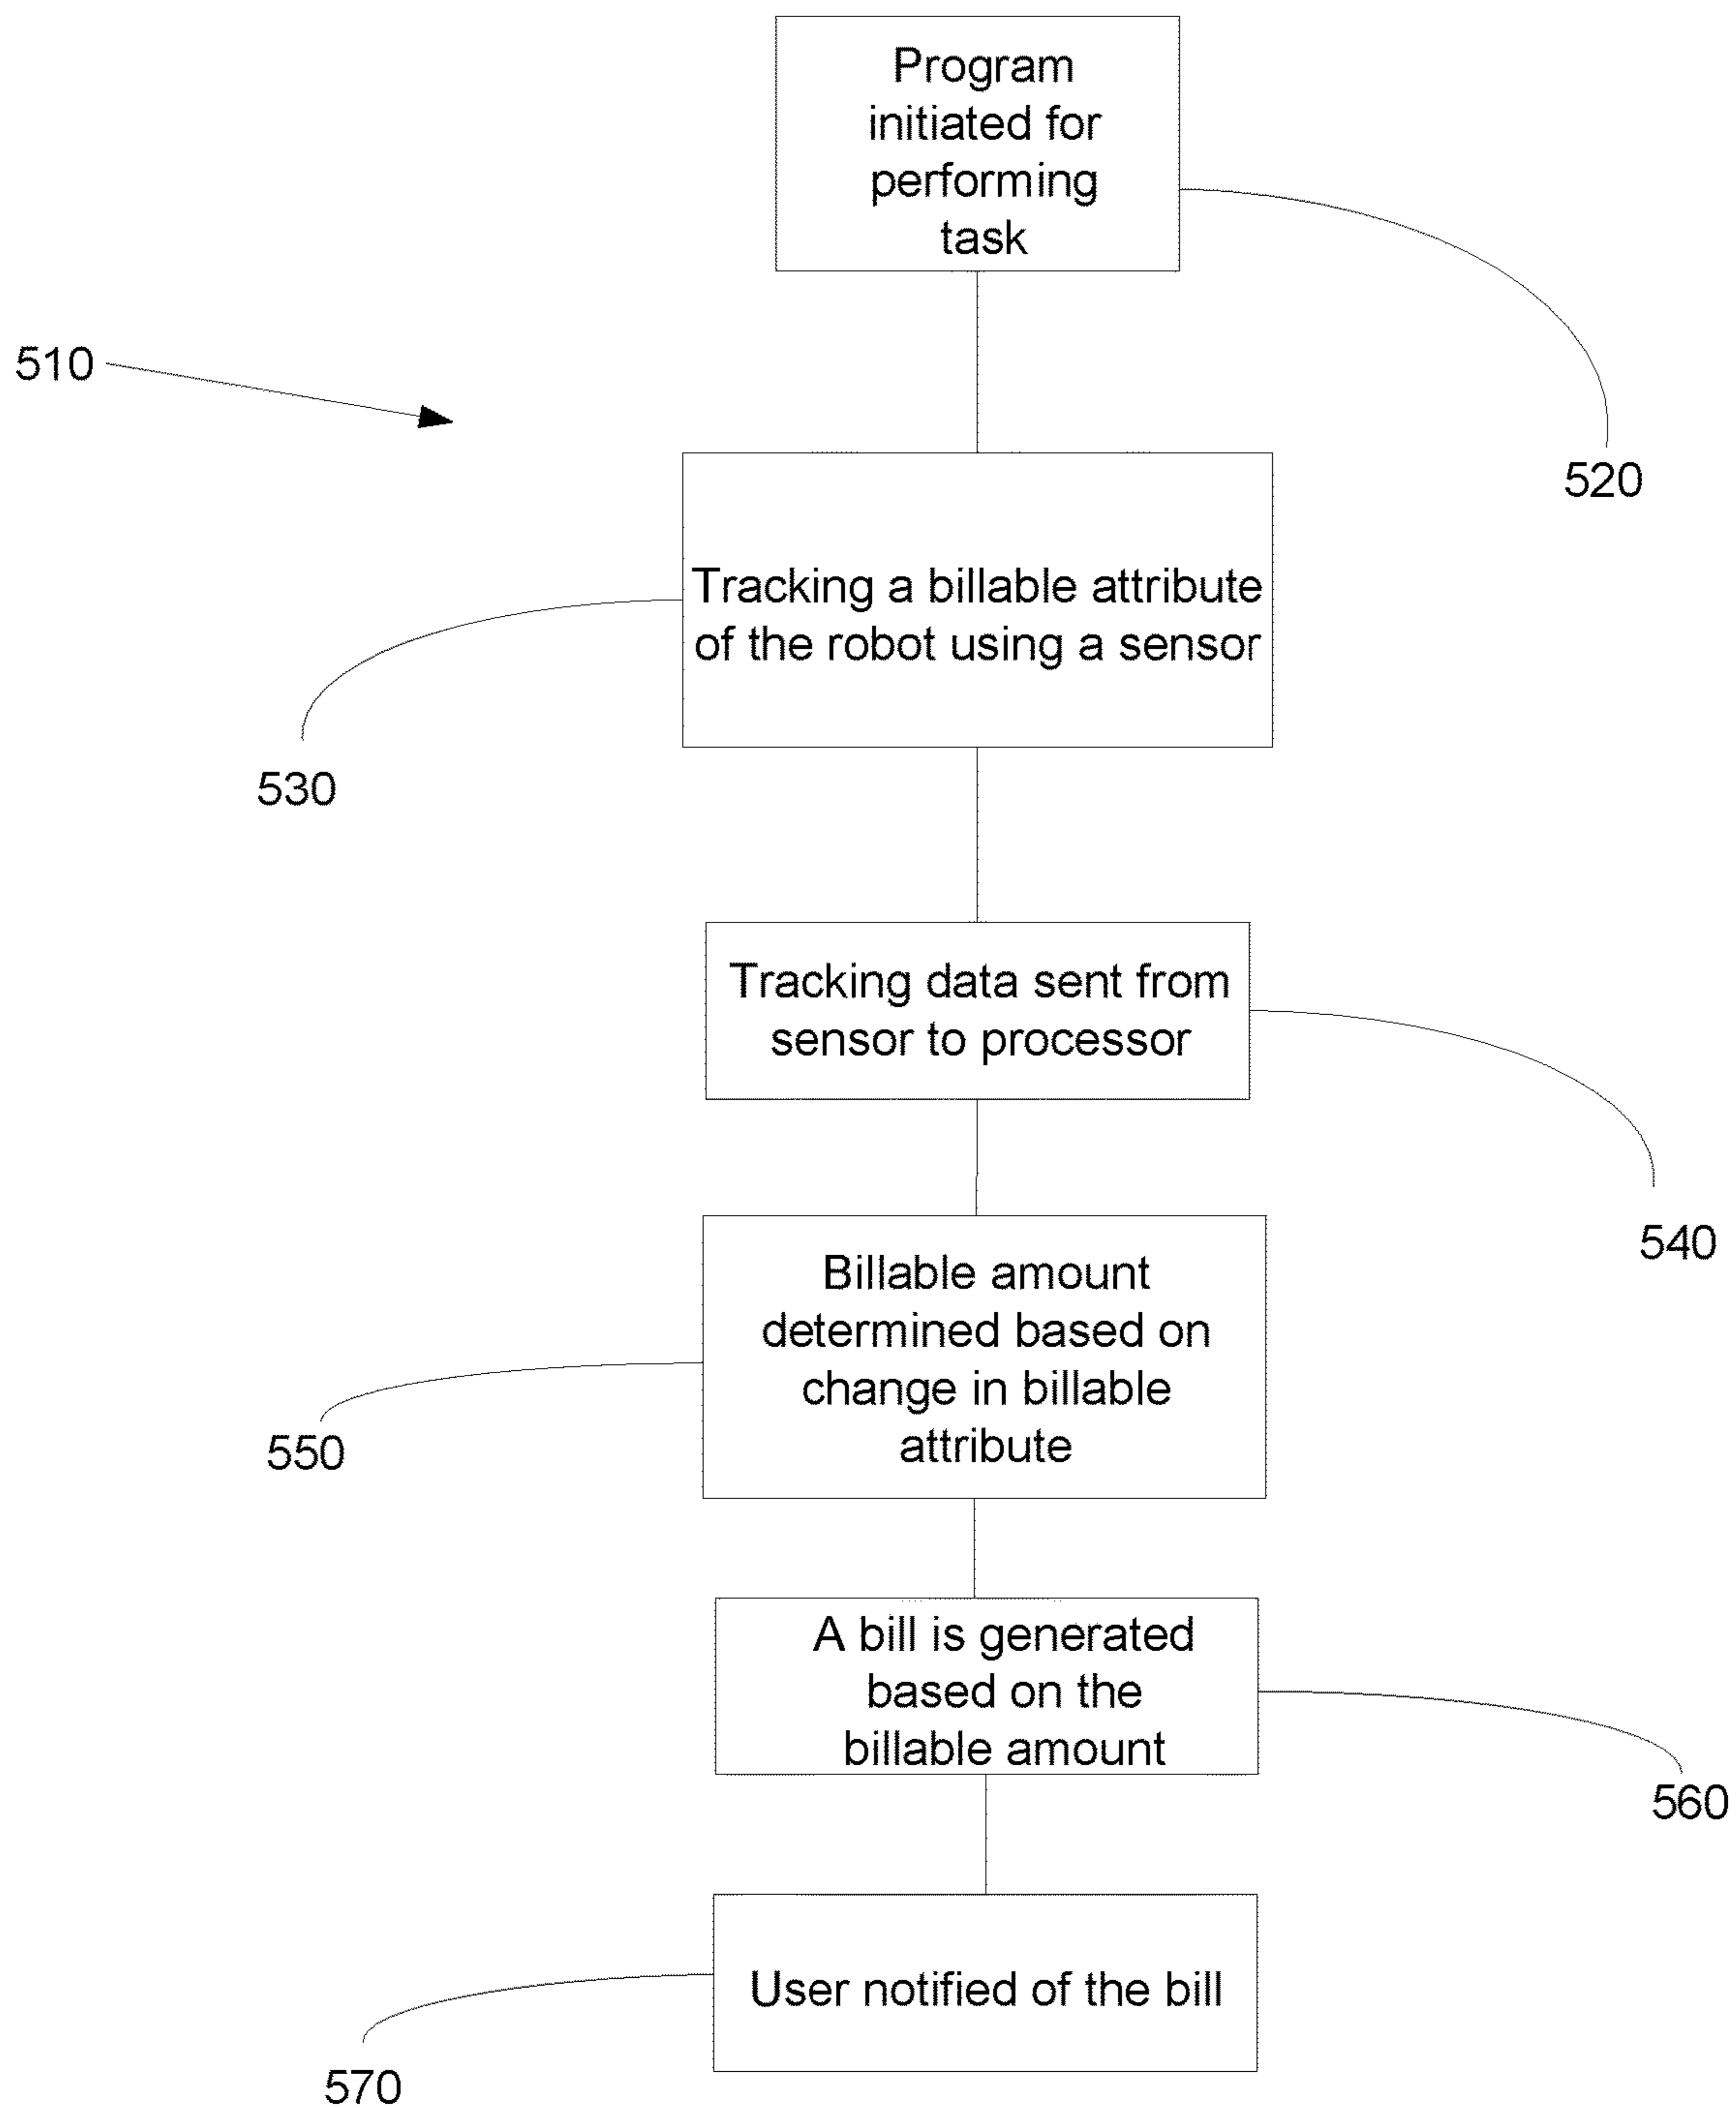 Program
initiated for
performing
task
510
520
Tracking a billable attribute
of the robot using a sensor
530
Tracking data sent from
sensor to processor
540
Billable amount
determined based on
change in billable
attribute
550
A bill is generated
based on the
billable amount
560
User notified of the bill
570